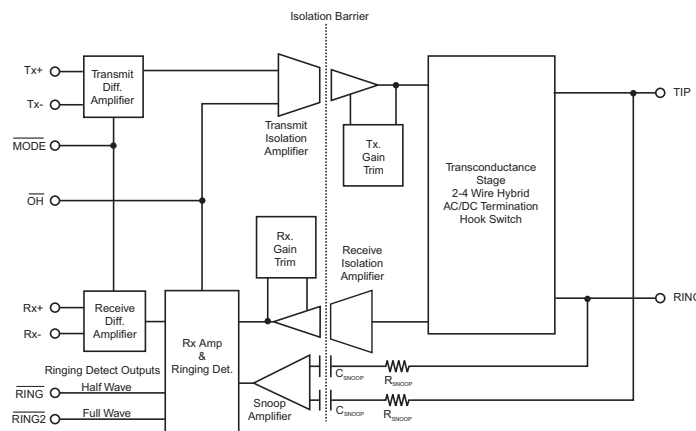 Isolation Barrier
Tx+
Tx-
Transmit
Diff.
Amplifier
MODE
OH
Transmit
Isolation
Amplifier
Tx.
Gain
Trim
Transconductance
Stage
2-4 Wire Hybrid
AC/DC Termination
Hook Switch
TIP
RING
Rx.
Gain
Trim
Receive
Isolation
Amplifier
Rx+
Rx-
Receive
Diff.
Amplifier
Rx Amp
&
Ringing Det.
Ringing Detect Outputs
RING
Half Wave
RING2
Full Wave
Snoop
Amplifier
CSNOOP
RSNOOP
CSNOOP
RSNOOP